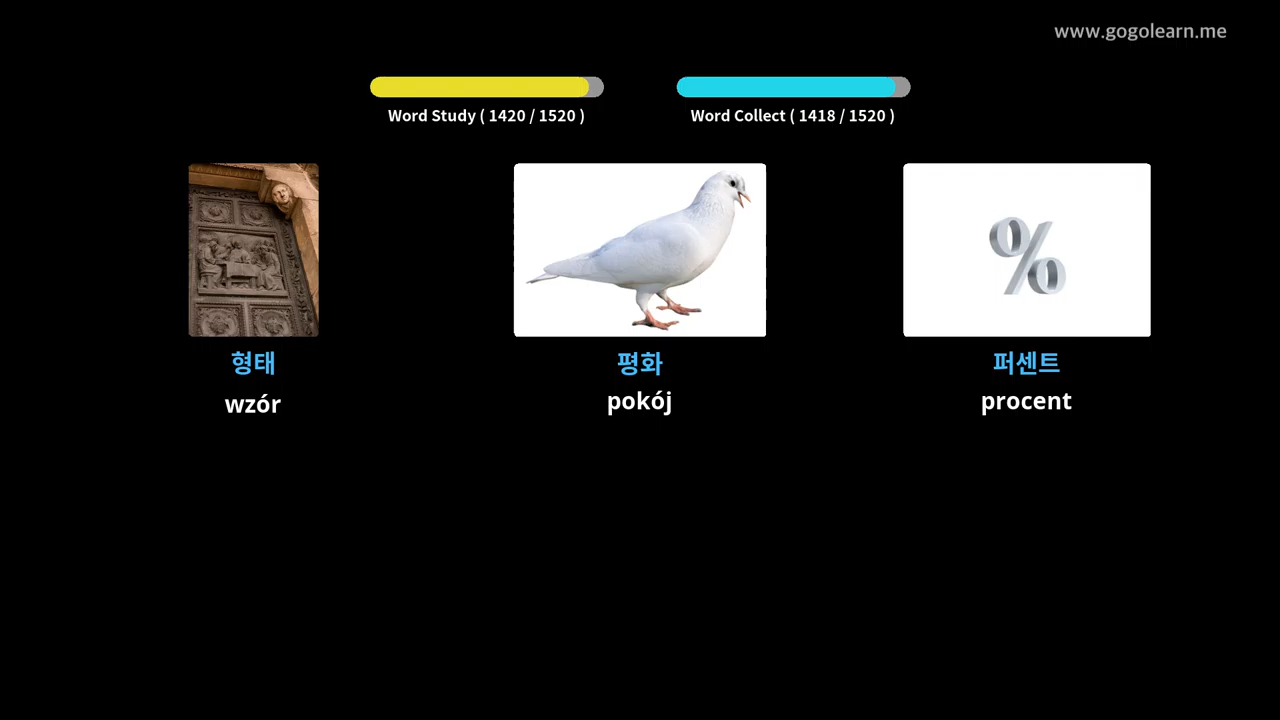 www.gogolearn.me
Word Study ( 1420 / 1520 )
Word Collect ( 1418 / 1520 )
형태
평화
퍼센트
wzór
pokój
procent
%